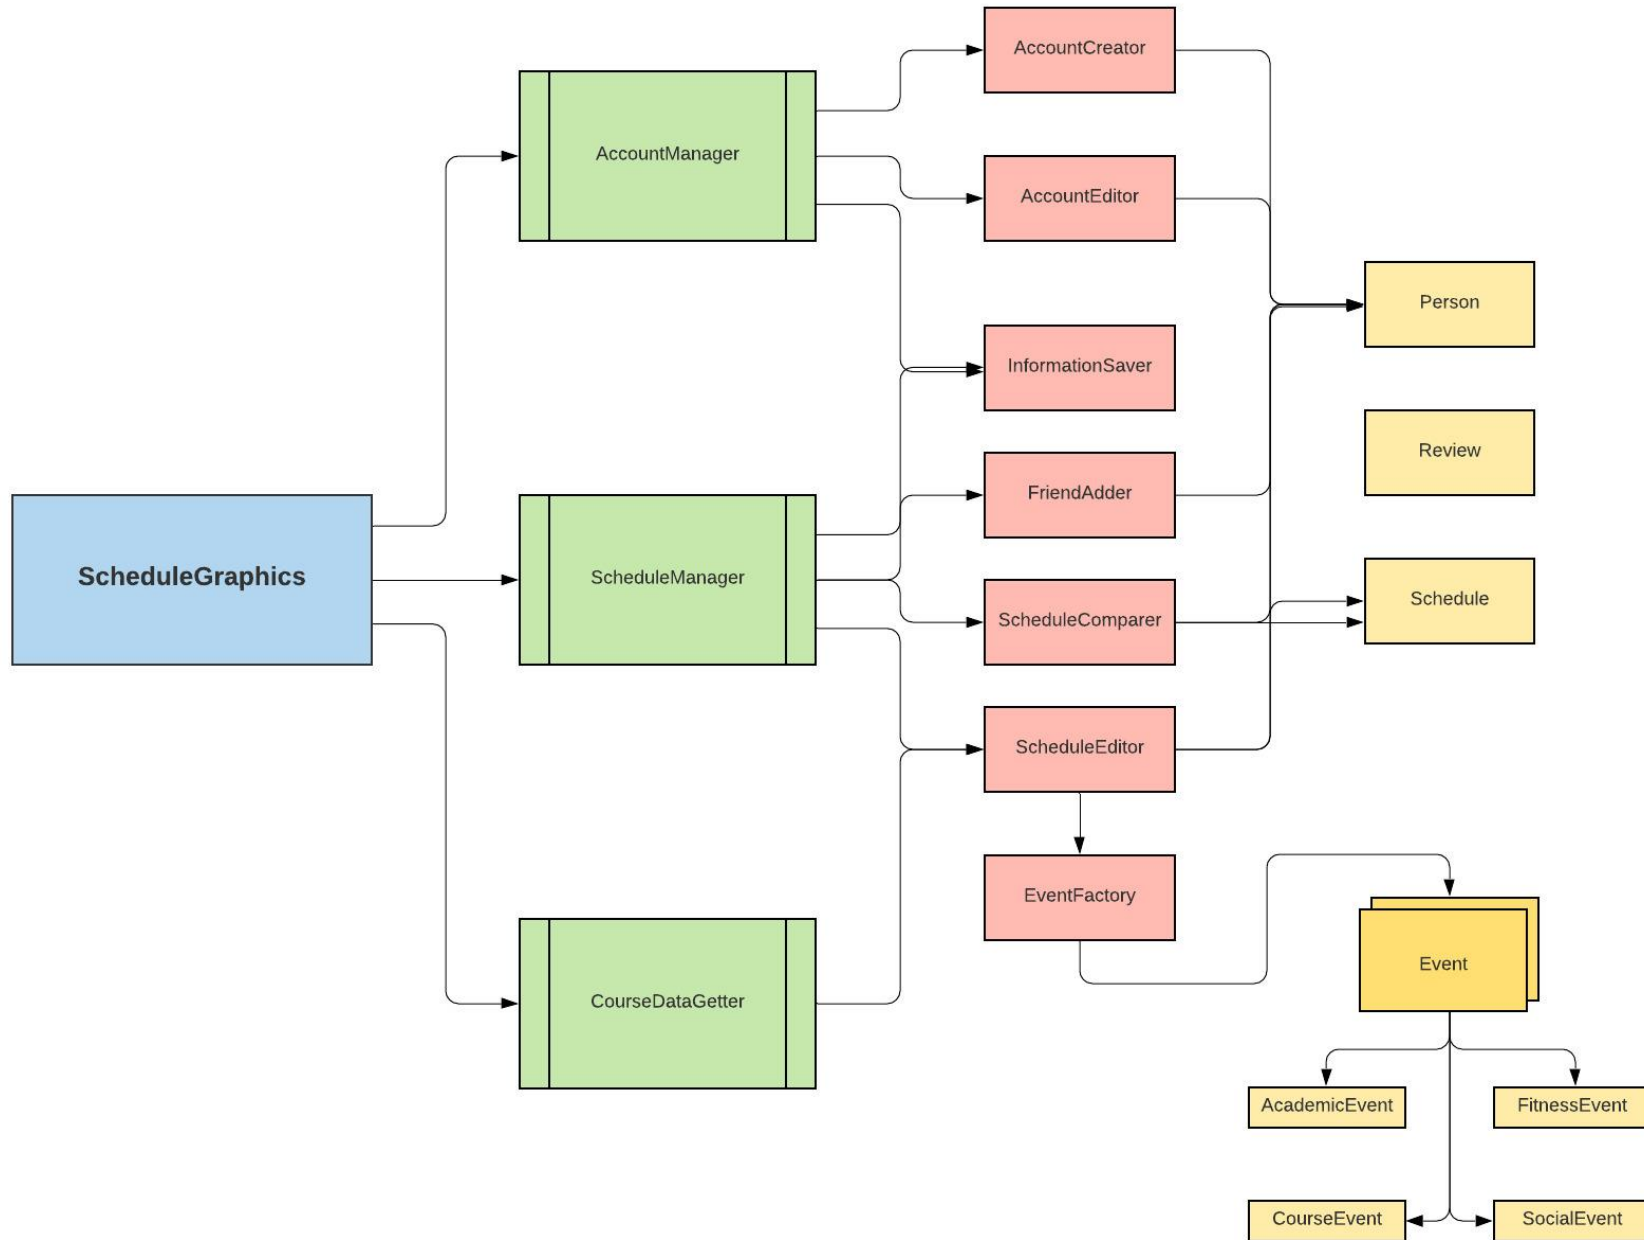 AccountCreator
AccountManager
AccountEditor
Person
InformationSaver
Review
FriendAdder
ScheduleGraphics
ScheduleManager
ScheduleComparer
Schedule
ScheduleEditor
EventFactory
Event
CourseDataGetter
AcademicEvent
FitnessEvent
CourseEvent
SocialEvent